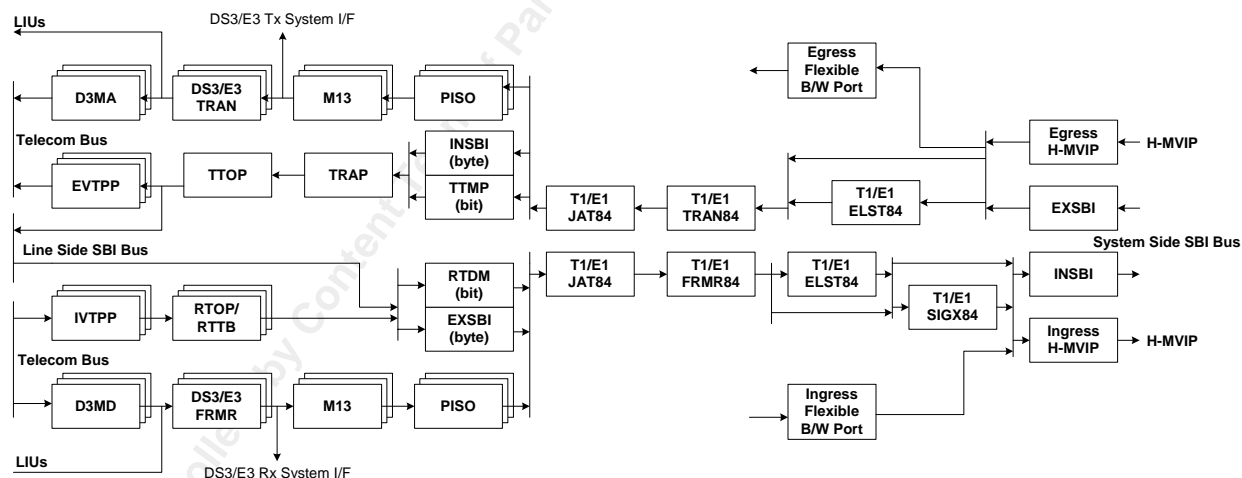 LIUs
DS3/E3 Tx System I/F
D3MA
DS3/E3
TRAN
M13
PISO
Egress
Flexible
B/W Port
Telecom Bus
EVTPP
TTOP
TRAP
INSBI
(byte)
TTMP
(bit)
T1/E1
JAT84
T1/E1
TRAN84
T1/E1
ELST84
Egress
H-MVIP
H-MVIP
EXSBI
System Side SBI Bus
Line Side SBI Bus
IVTPP
RTOP/
RTTB
RTDM
(bit)
EXSBI
(byte)
T1/E1
JAT84
T1/E1
FRMR84
T1/E1
ELST84
T1/E1
SIGX84
INSBI
Ingress
H-MVIP
H-MVIP
Telecom Bus
D3MD
DS3/E3
FRMR
M13
PISO
Ingress
Flexible
B/W Port
LIUs
DS3/E3 Rx System I/F
by Content